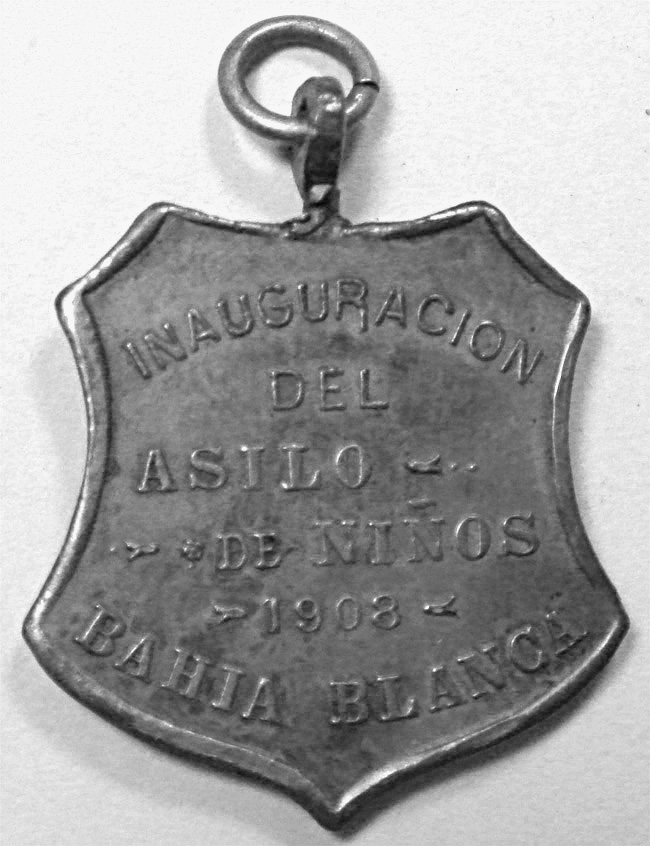 INAUGURACION
DEL
ASILO
DE NIÑOS
1908
BAHIA BLANCA